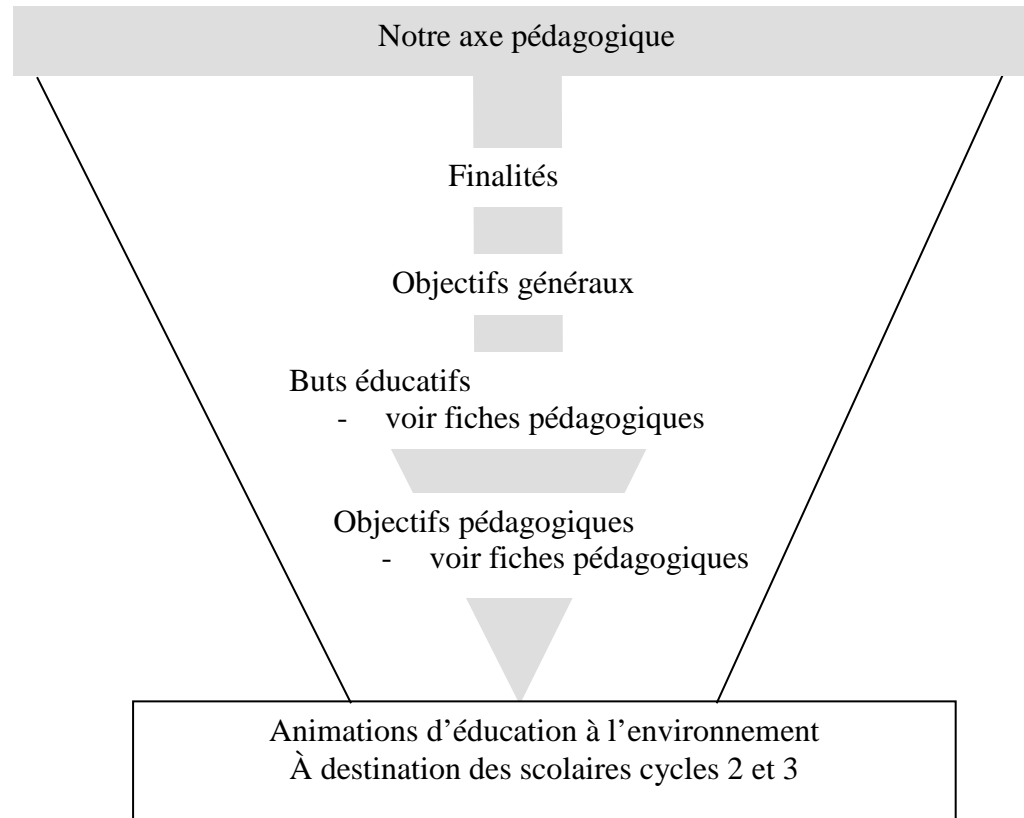 Notre axe pédagogique
Finalités
Objectifs généraux
Buts éducatifs
- voir fiches pédagogiques
Objectifs pédagogiques
- voir fiches pédagogiques
Animations d’éducation à l’environnement
À destination des scolaires cycles 2 et 3